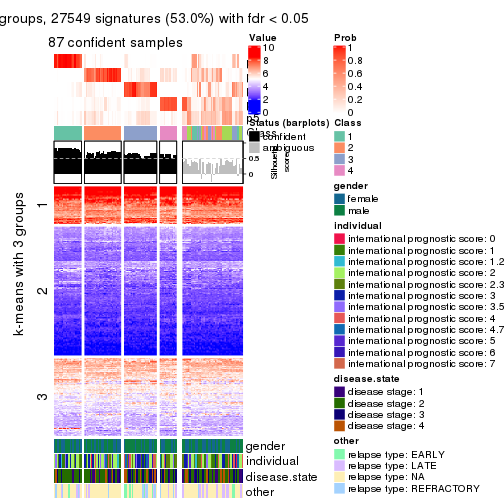 groups, 27549 signatures (53.0%) with fdr < 0.05
87 confident samples
k-means with 3 groups
1
2
3
Class
gender
individual
disease.state
other
Value
10
8
6
4
2
0
Prob
1
0.8
0.6
0.4
0.2
0
Status (barplots)
confident
ambiguous
0.5
0
Silhouette
score
Class
1
2
3
4
gender
female
male
individual
international prognostic score: 0
international prognostic score: 1
international prognostic score: 1.2
international prognostic score: 2
international prognostic score: 2.3
international prognostic score: 3
international prognostic score: 3.5
international prognostic score: 4
international prognostic score: 4.7
international prognostic score: 5
international prognostic score: 6
international prognostic score: 7
disease.state
disease stage: 1
disease stage: 2
disease stage: 3
disease stage: 4
other
relapse type: EARLY
relapse type: LATE
relapse type: NA
relapse type: REFRACTORY